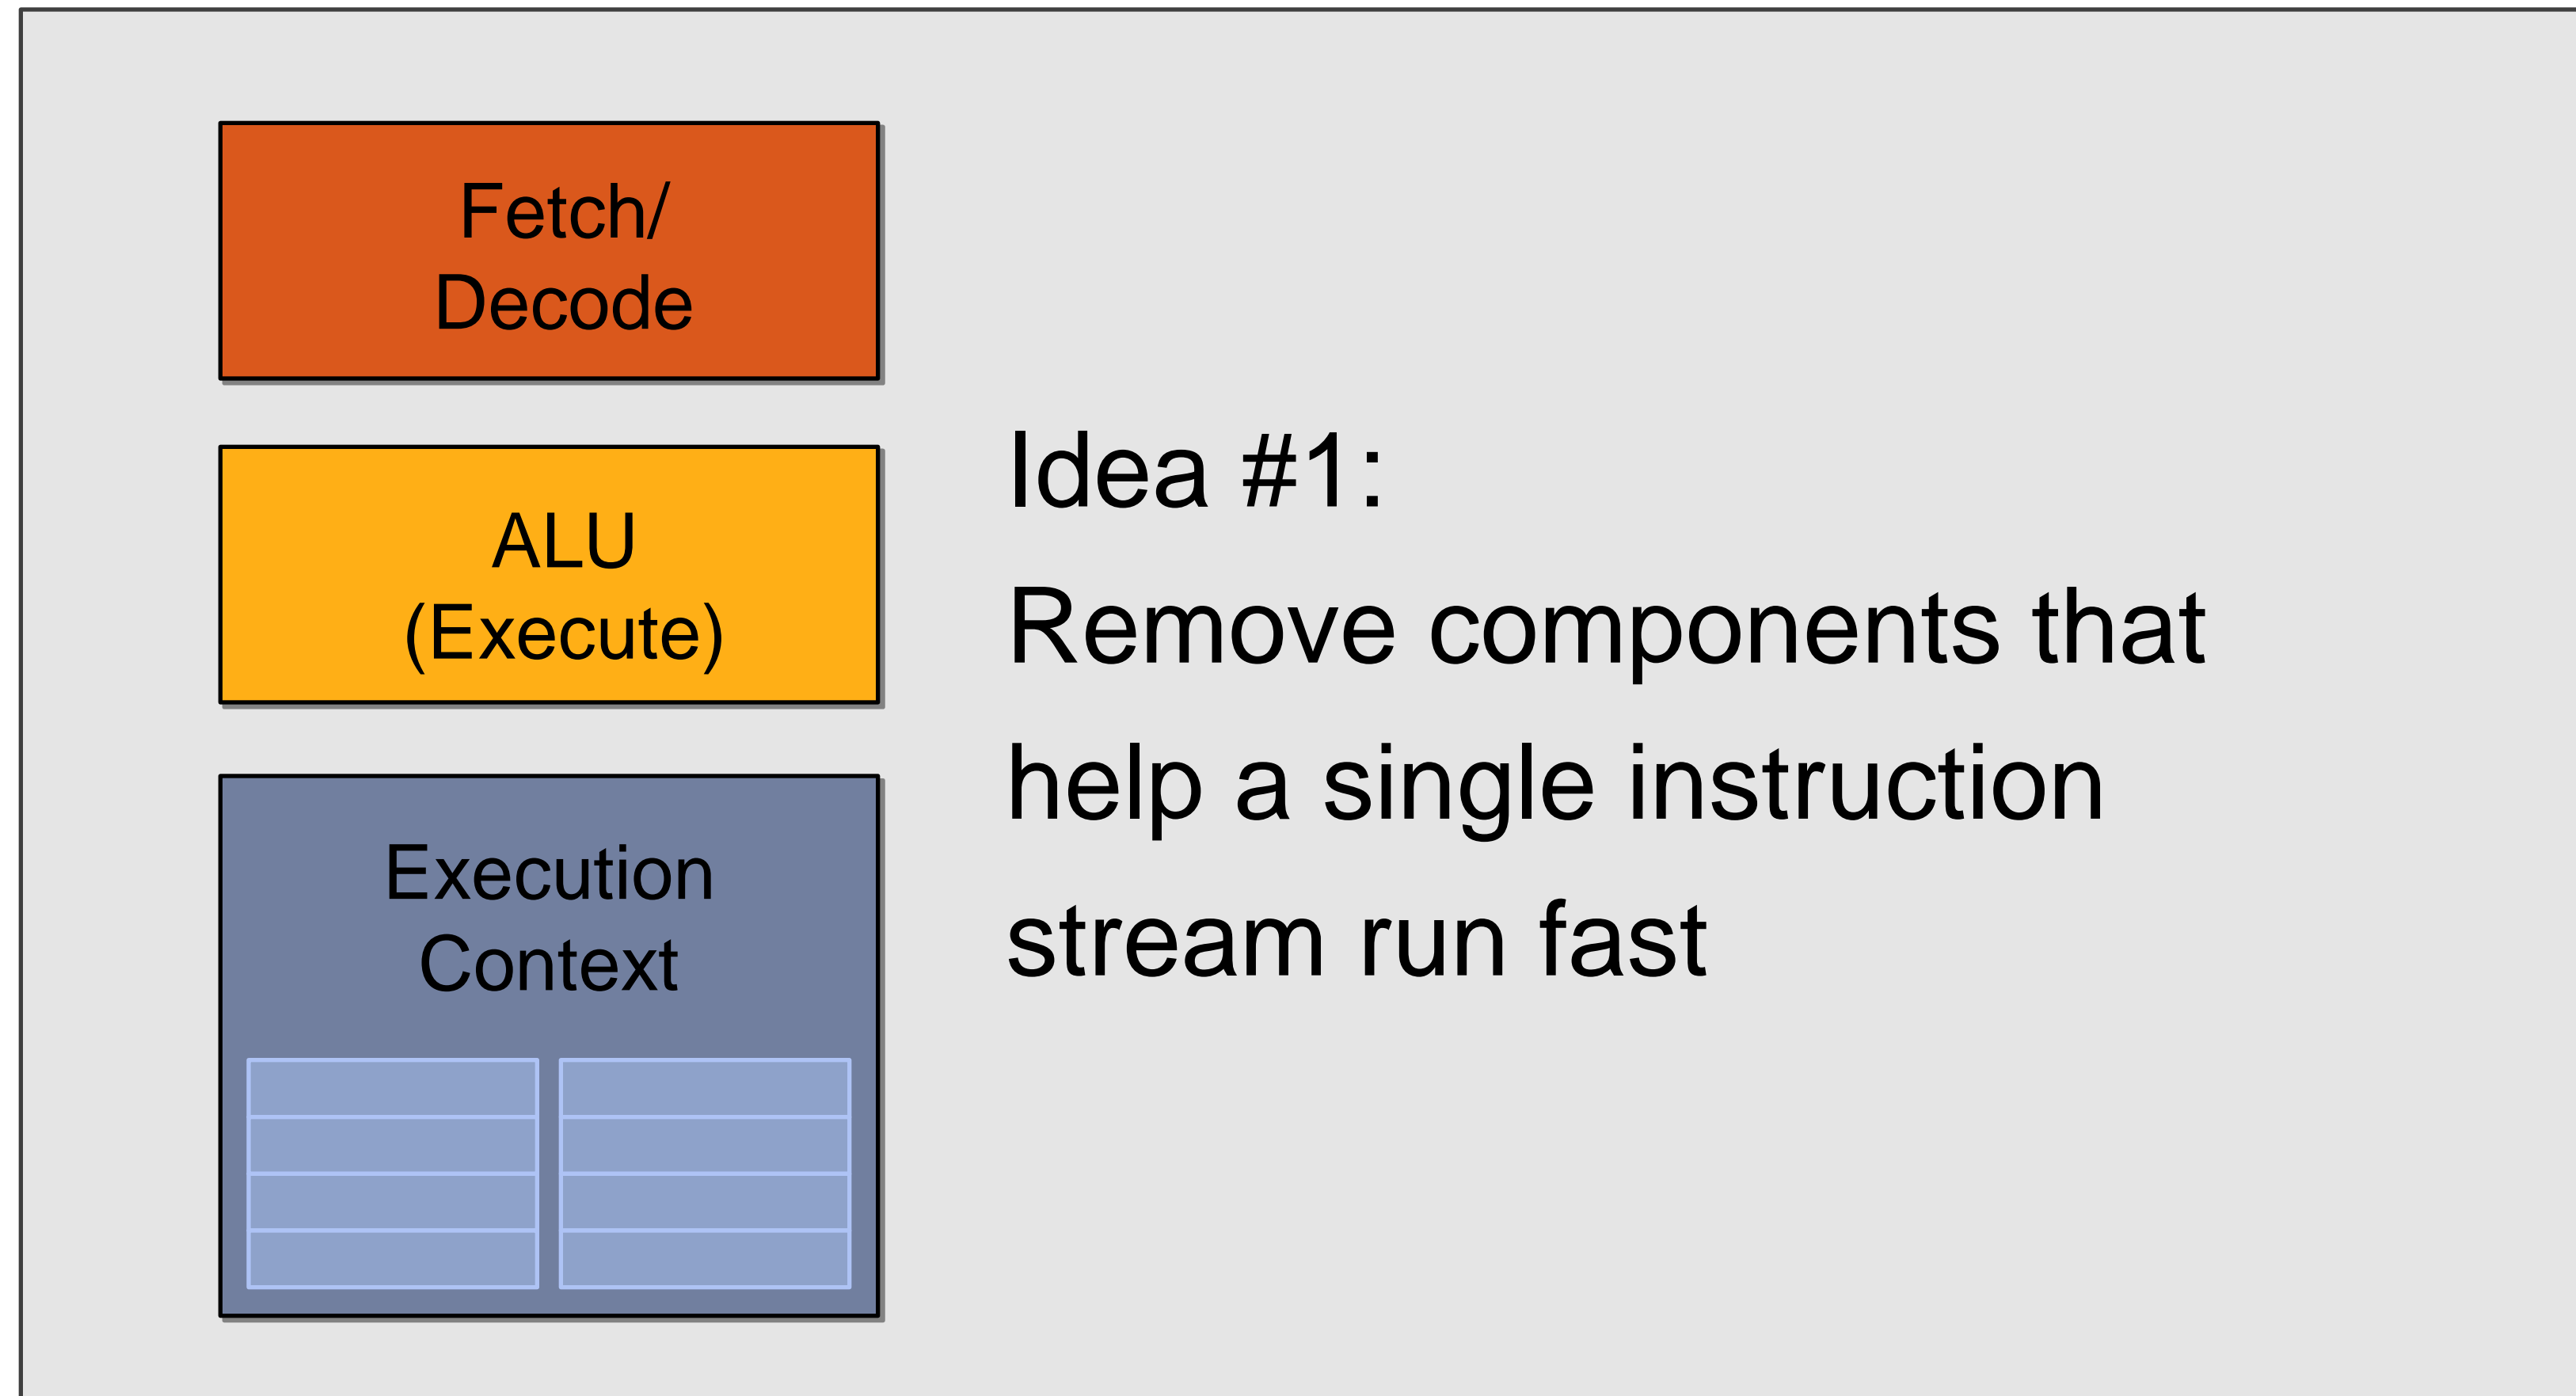 Fetch/
Decode
ALU
(Execute)
Execution
Context
Idea #1:
Remove components that
help a single instruction
stream run fast